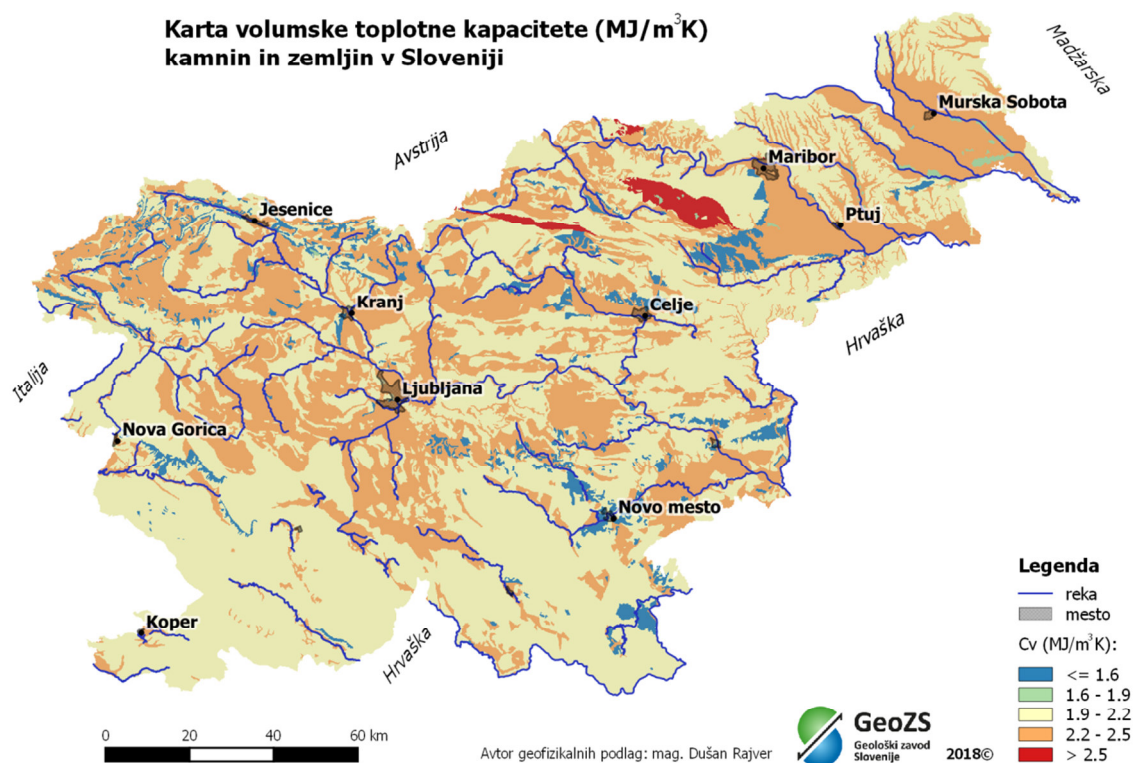 Karta volumske toplotne kapacitete (MJ/m³K)
kamnin in zemljin v Sloveniji
Madžarska
Murska Sobota
Avstrija
Maribor
Jesenice
Ptuj
Kranj
Celje
Hrvaška
Italija
Ljubljana
Nova Gorica
Novo mesto
Koper
Hrvaška
Legenda
reka
mesto
Cv (MJ/m³K):
<= 1.6
1.6 - 1.9
1.9 - 2.2
2.2 - 2.5
> 2.5
0 20 40 60 km
Avtor geofizikalnih podlag: mag. Dušan Rajver
GeoZS
Geološki zavod
Slovenije
2018©